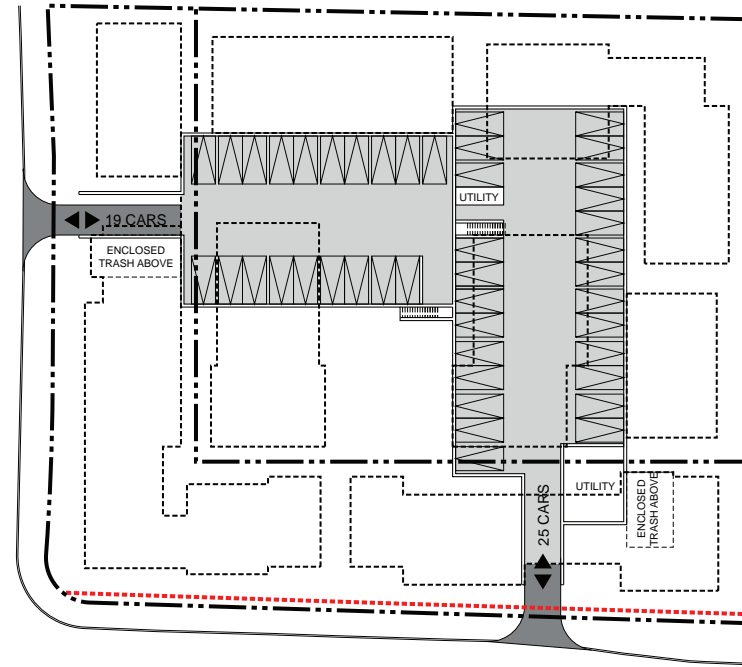 UTILITY
19 CARS
ENCLOSED
TRASH ABOVE
UTILITY
25 CARS
ENCLOSED
TRASH ABOVE